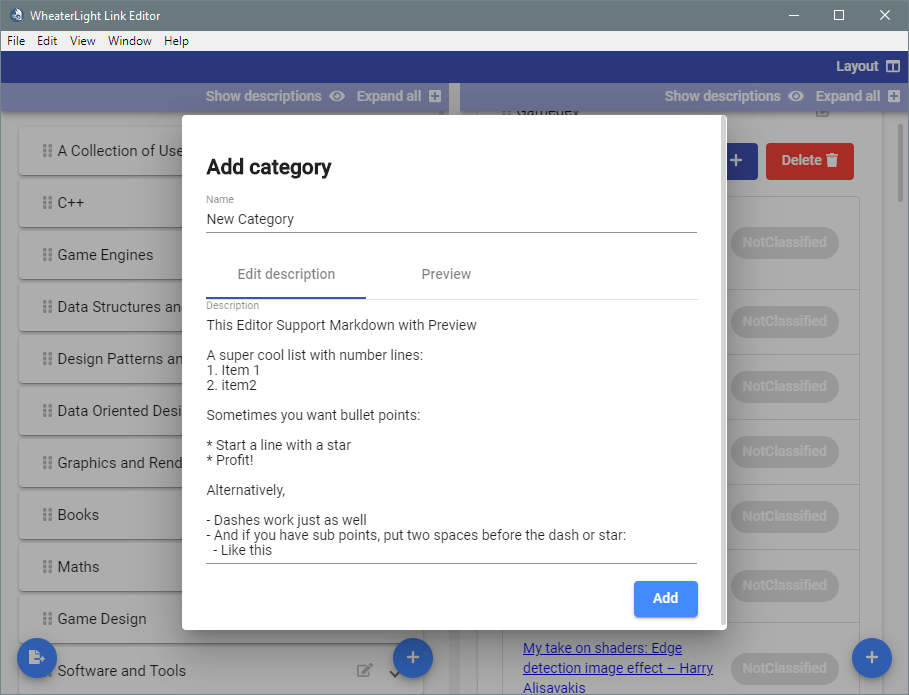 WheaterLight Link Editor
File Edit View Window Help
Layout
Show descriptions Expand all
Show descriptions Expand all
Gamedev
A Collection of Use
C++
Game Engines
Data Structures an
Design Patterns an
Data Oriented Desi
Graphics and Rend
Books
Maths
Game Design
Software and Tools
Add category
Name
New Category
Edit description Preview
Description
This Editor Support Markdown with Preview
A super cool list with number lines:
1. Item 1
2. item2
Sometimes you want bullet points:
* Start a line with a star
* Profit!
Alternatively,
- Dashes work just as well
- And if you have sub points, put two spaces before the dash or star:
- Like this
Add
+
Delete
NotClassified
NotClassified
NotClassified
NotClassified
NotClassified
NotClassified
My take on shaders: Edge
detection image effect – Harry
Alisavakis
NotClassified
+
+